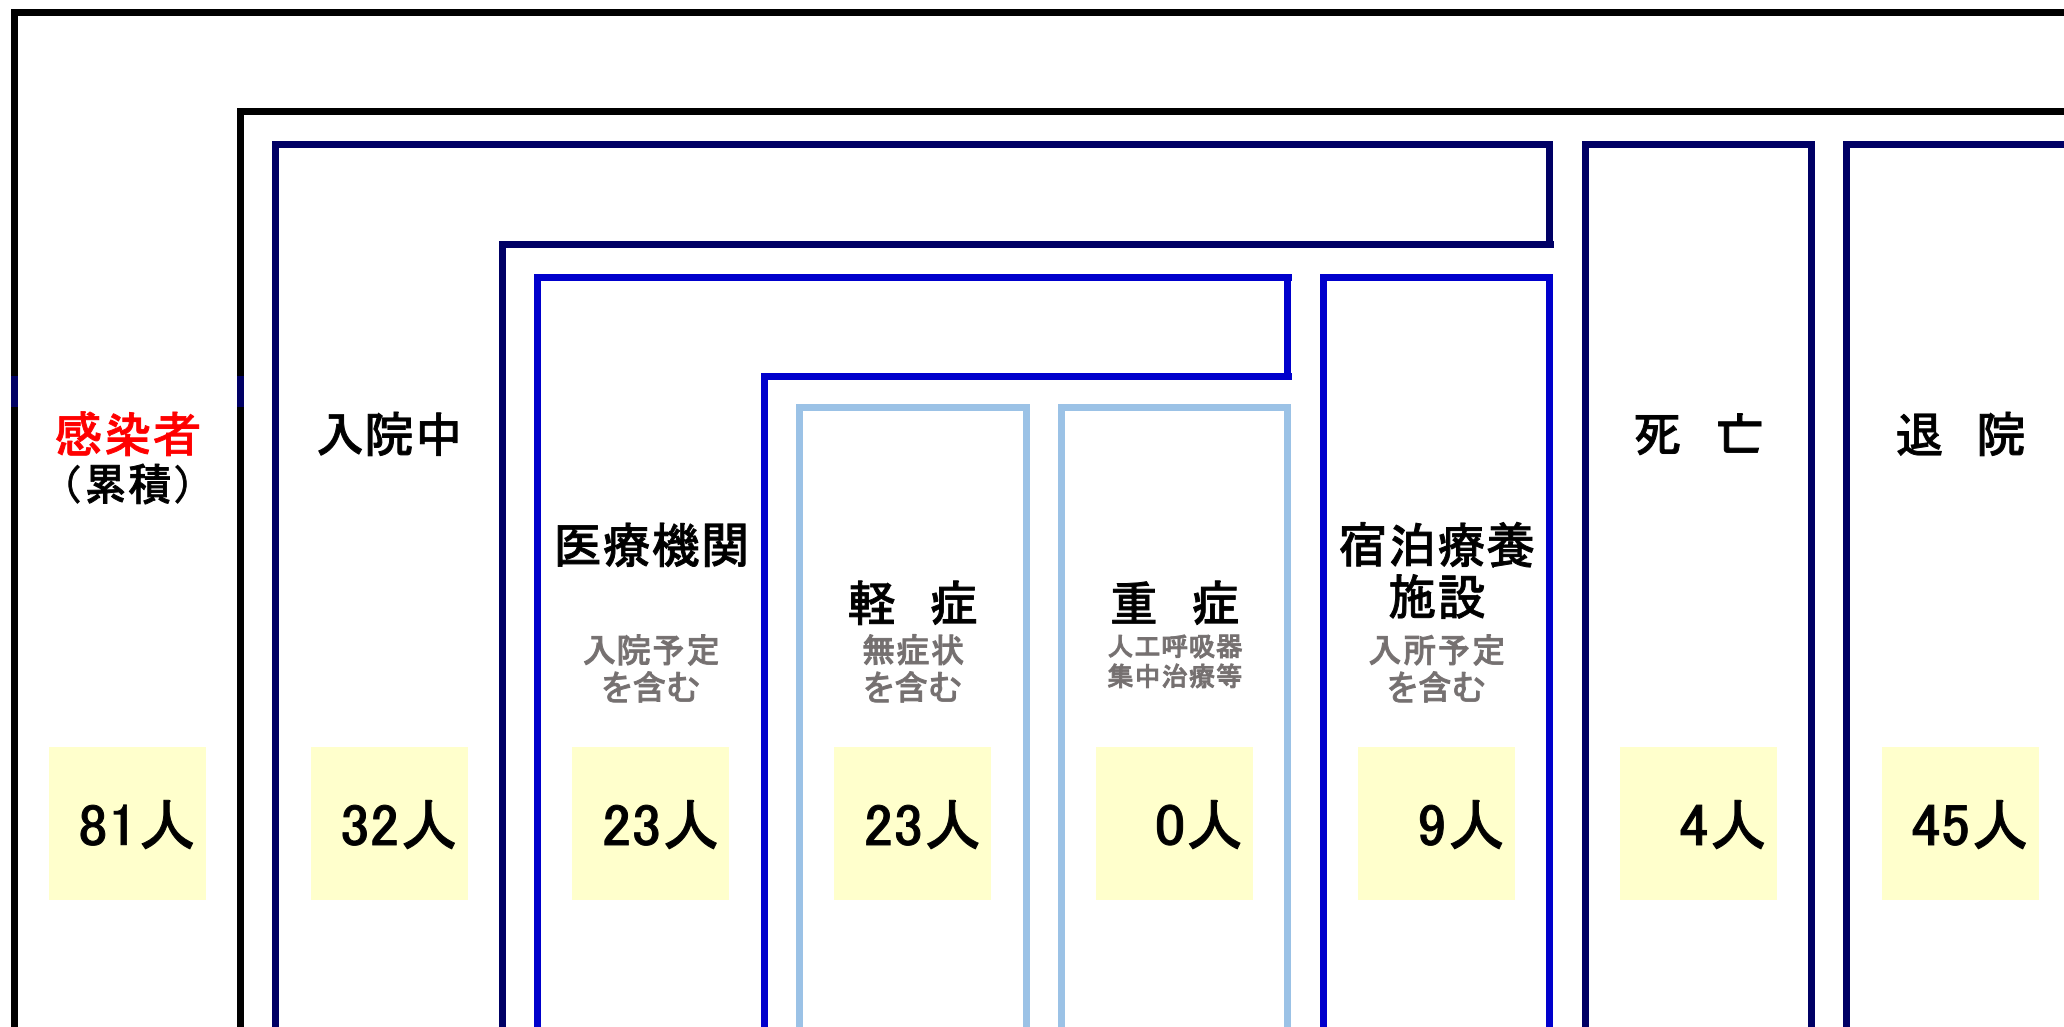 感染者
（累積）
81人
入院中
32人
医療機関
入院予定
を含む
23人
軽　症
無症状
を含む
23人
重　症
人工呼吸器
集中治療等
0人
宿泊療養
施設
入所予定
を含む
9人
死　亡
4人
退　院
45人